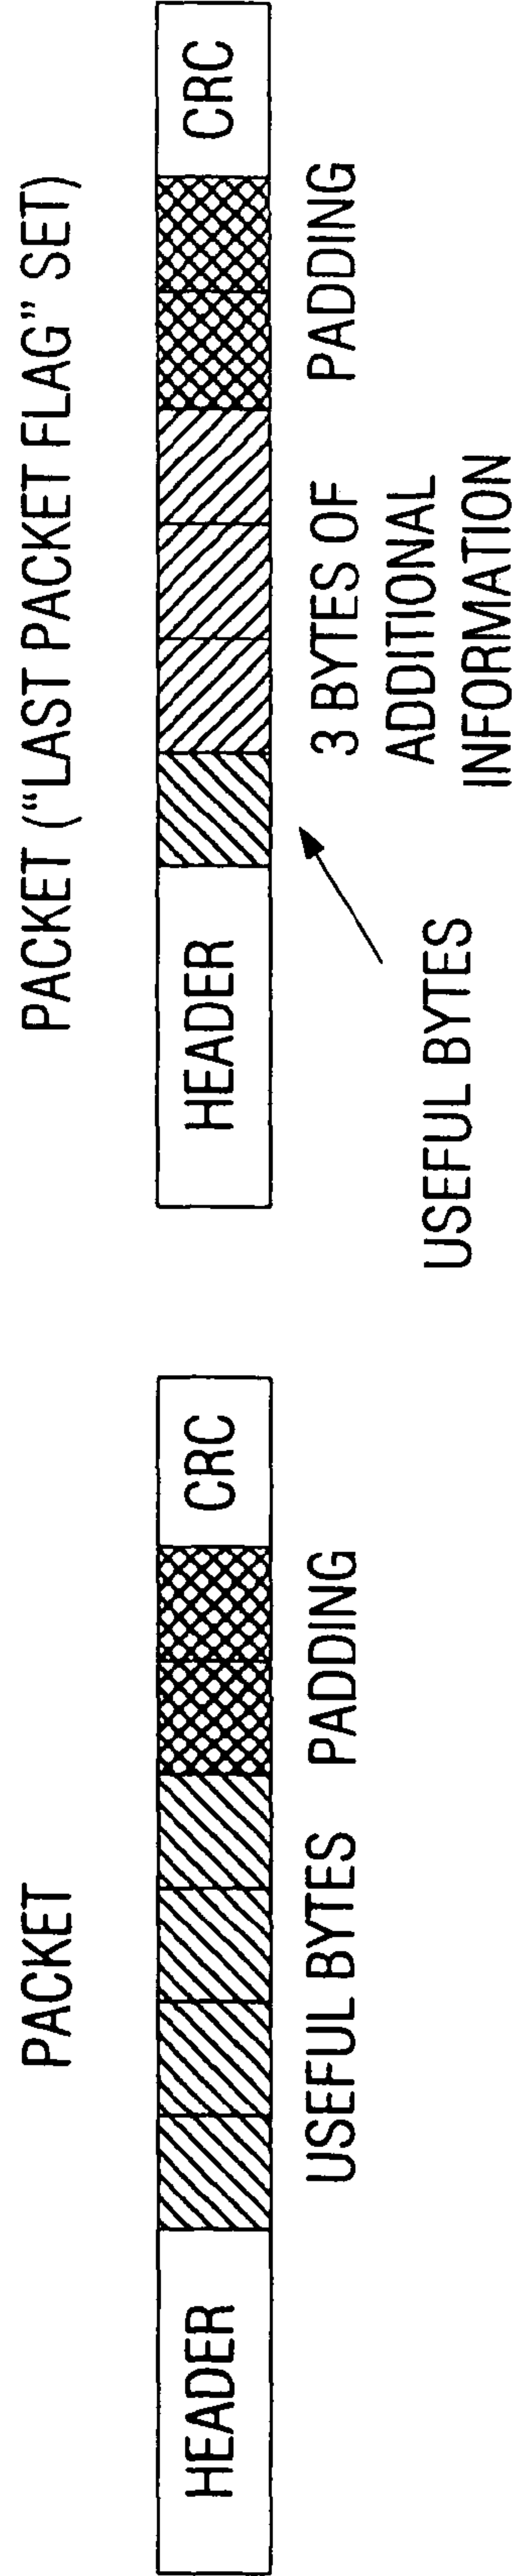 PACKET
HEADER
CRC
USEFUL BYTES
PADDING
PACKET (“LAST PACKET FLAG” SET)
HEADER
CRC
USEFUL BYTES
3 BYTES OF
ADDITIONAL
INFORMATION
PADDING